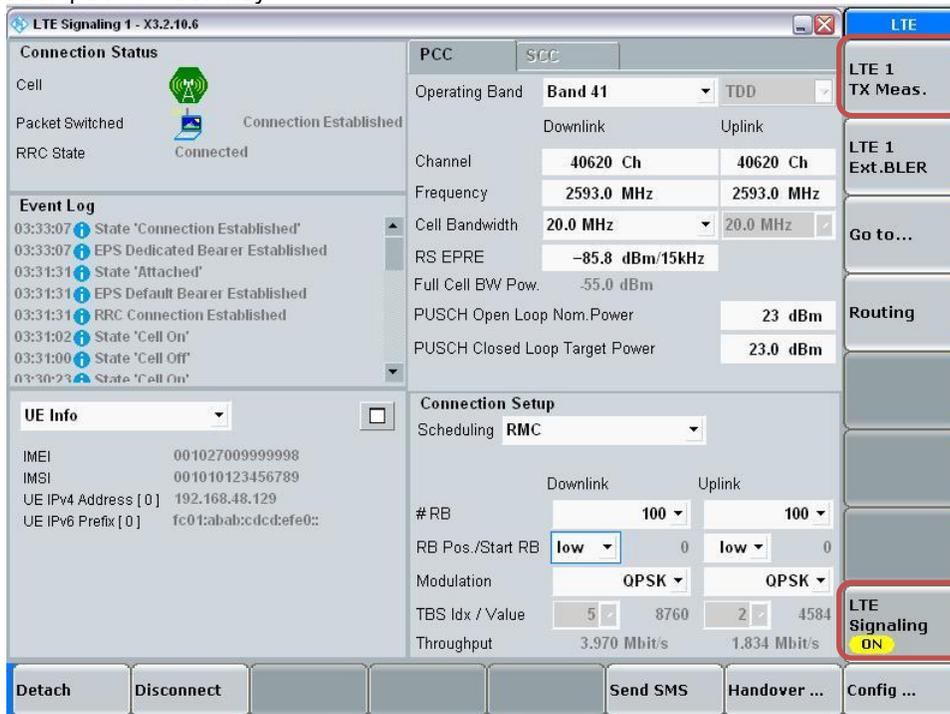 LTE Signaling 1 - X3.2.10.6
LTE
Connection Status
Cell
Packet Switched Connection Established
RRC State Connected
Event Log
03:33:07 State 'Connection Established'
03:33:07 EPS Dedicated Bearer Established
03:31:31 State 'Attached'
03:31:31 EPS Default Bearer Established
03:31:31 RRC Connection Established
03:31:02 State 'Cell On'
03:31:00 State 'Cell Off'
03:30:23 State 'Cell On'
UE Info
IMEI 001027009999998
IMSI 001010123456789
UE IPv4 Address [0] 192.168.48.129
UE IPv6 Prefix [0] fc01:abab:cdcd:efe0::
PCC SCC
Operating Band Band 41 TDD
Downlink Uplink
Channel 40620 Ch 40620 Ch
Frequency 2593.0 MHz 2593.0 MHz
Cell Bandwidth 20.0 MHz 20.0 MHz
RS EPRE -85.8 dBm/15kHz
Full Cell BW Pow. -55.0 dBm
PUSCH Open Loop Nom.Power 23 dBm
PUSCH Closed Loop Target Power 23.0 dBm
Connection Setup
Scheduling RMC
Downlink Uplink
# RB 100 100
RB Pos./Start RB low 0 low 0
Modulation QPSK QPSK
TBS Idx / Value 5 8760 2 4584
Throughput 3.970 Mbit/s 1.834 Mbit/s
LTE 1
TX Meas.
LTE 1
Ext.BLER
Go to...
Routing
LTE
Signaling
ON
Detach Disconnect Send SMS Handover ... Config ...